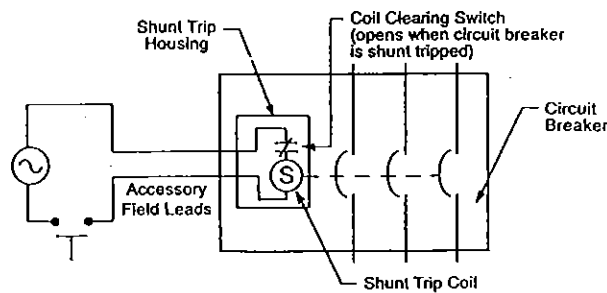 Shunt Trip
Housing
Coil Clearing Switch
(opens when circuit breaker
is shunt tripped)
Circuit
Breaker
Accessory
Field Leads
S
Shunt Trip Coil